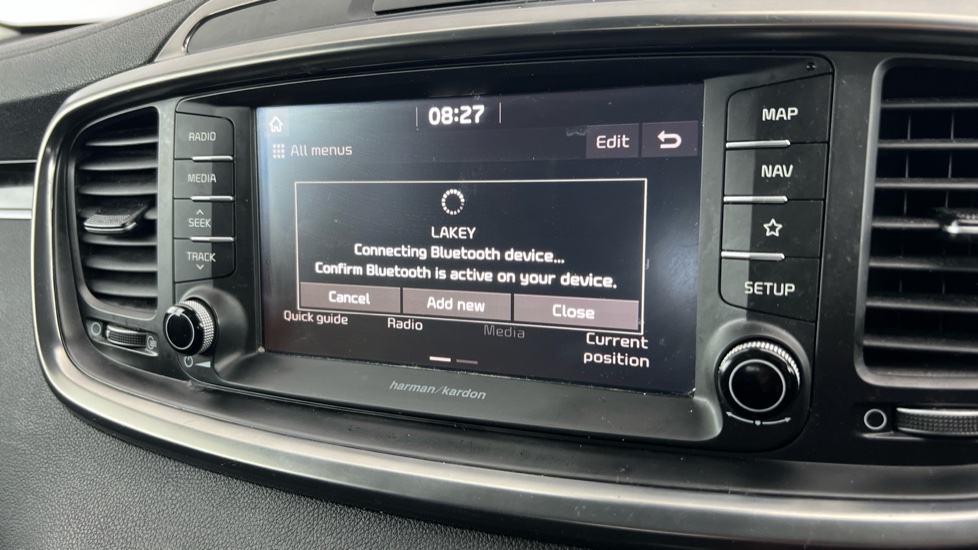 08:27
All menus
Edit
LAKEY
Connecting Bluetooth device...
Confirm Bluetooth is active on your device.
Cancel
Add new
Close
Quick guide
Radio
Media
Current
position
RADIO
MEDIA
SEEK
TRACK
MAP
NAV
SETUP
harman/kardon